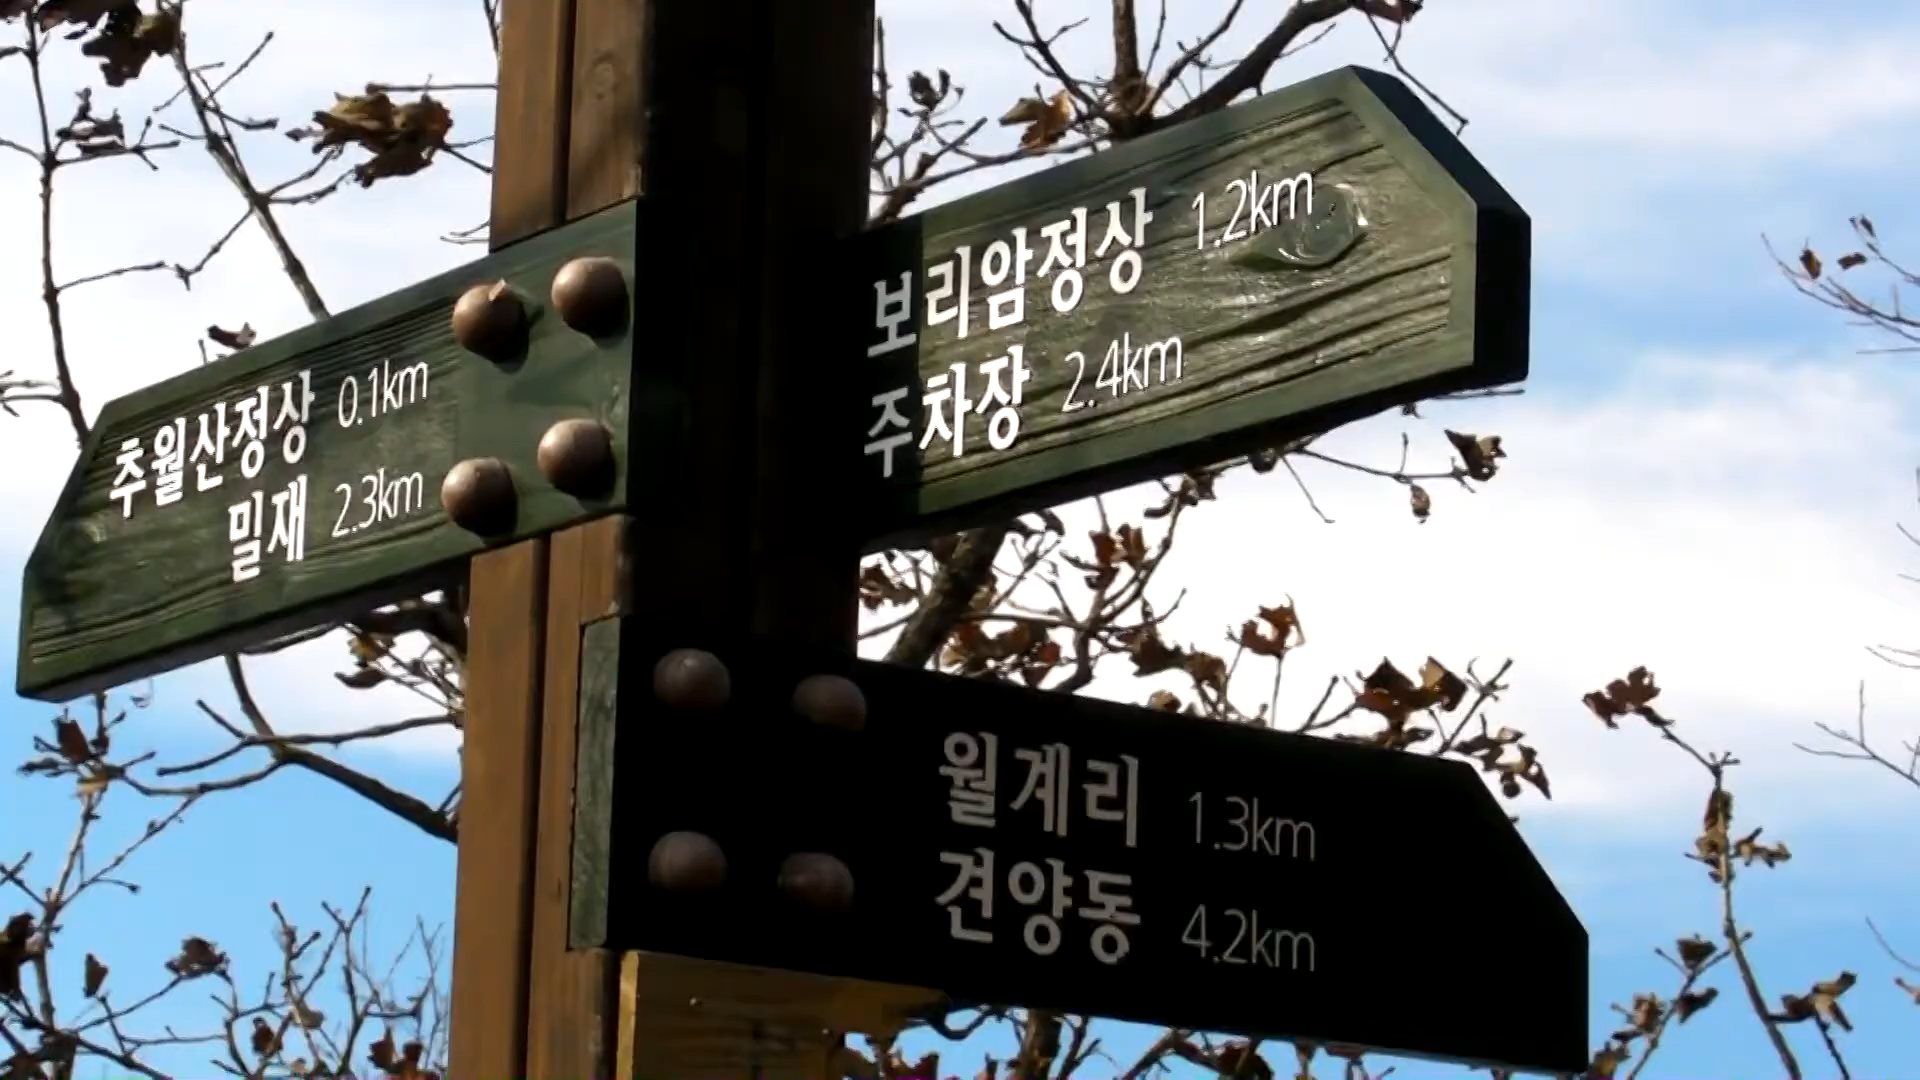 추월산정상 0.1km
밀재 2.3km
보리암정상 1.2km
주차장 2.4km
월계리 1.3km
견양동 4.2km